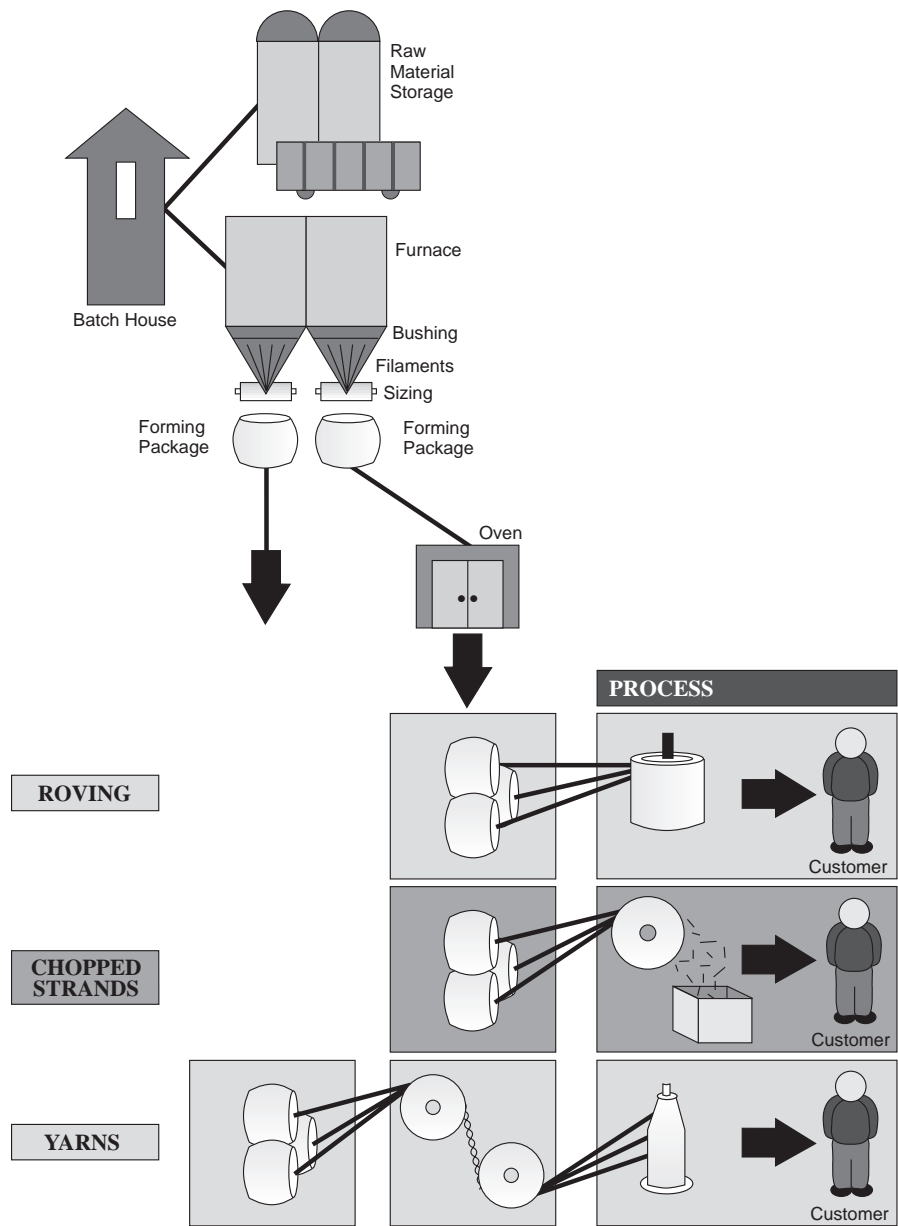 Raw
Material
Storage
Furnace
Batch House
Bushing
Filaments
Sizing
Forming
Package
Forming
Package
Oven
PROCESS
ROVING
Customer
CHOPPED
STRANDS
Customer
YARNS
Customer